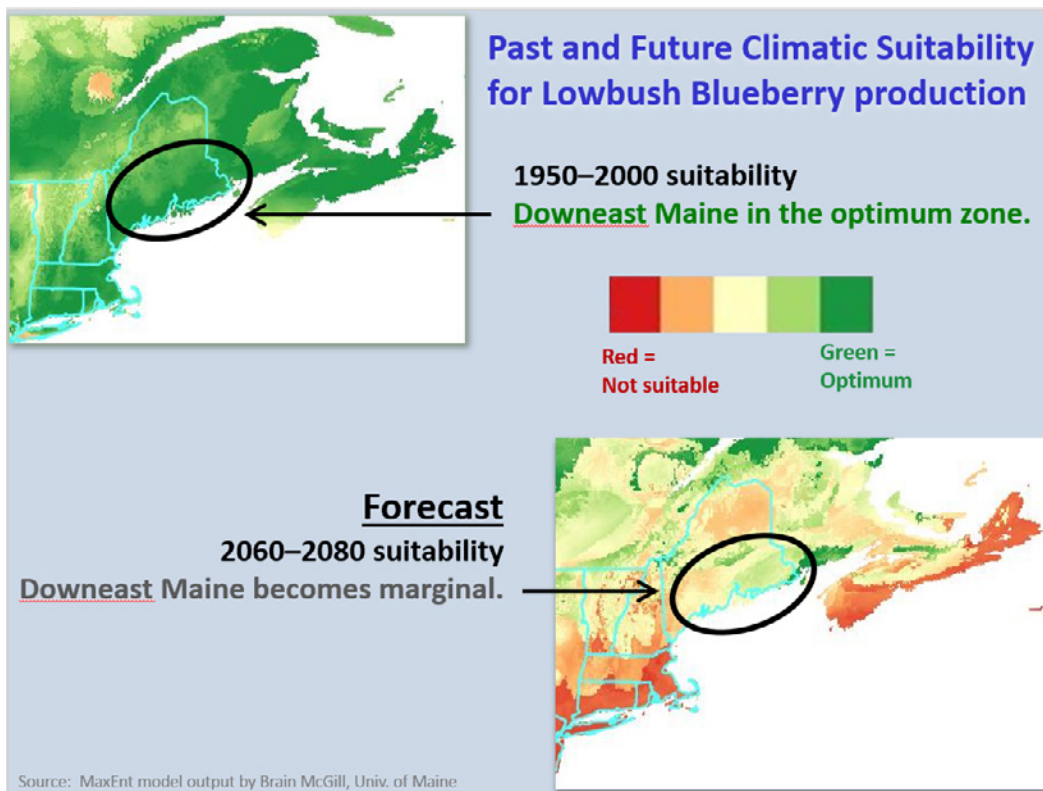 Past and Future Climatic Suitability
for Lowbush Blueberry production
1950–2000 suitability
Downeast Maine in the optimum zone.
Red =
Not suitable
Green =
Optimum
Forecast
2060–2080 suitability
Downeast Maine becomes marginal.
Source:  MaxEnt model output by Brain McGill, Univ. of Maine